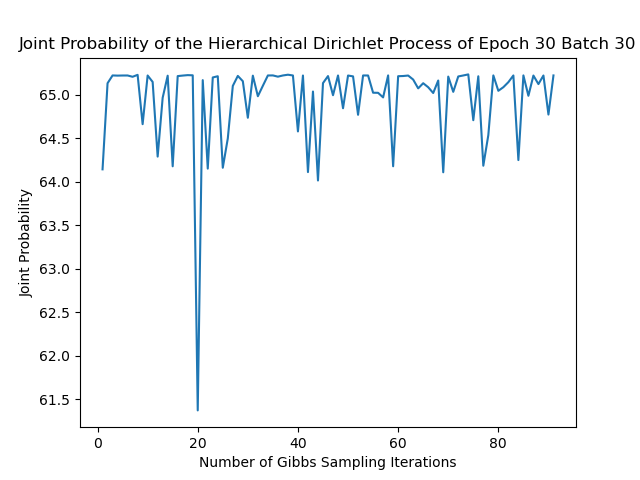 Joint Probability of the Hierarchical Dirichlet Process of Epoch 30 Batch 30
65.0
64.5
64.0
63.5
63.0
62.5
62.0
61.5
Joint Probability
0 20 40 60 80
Number of Gibbs Sampling Iterations